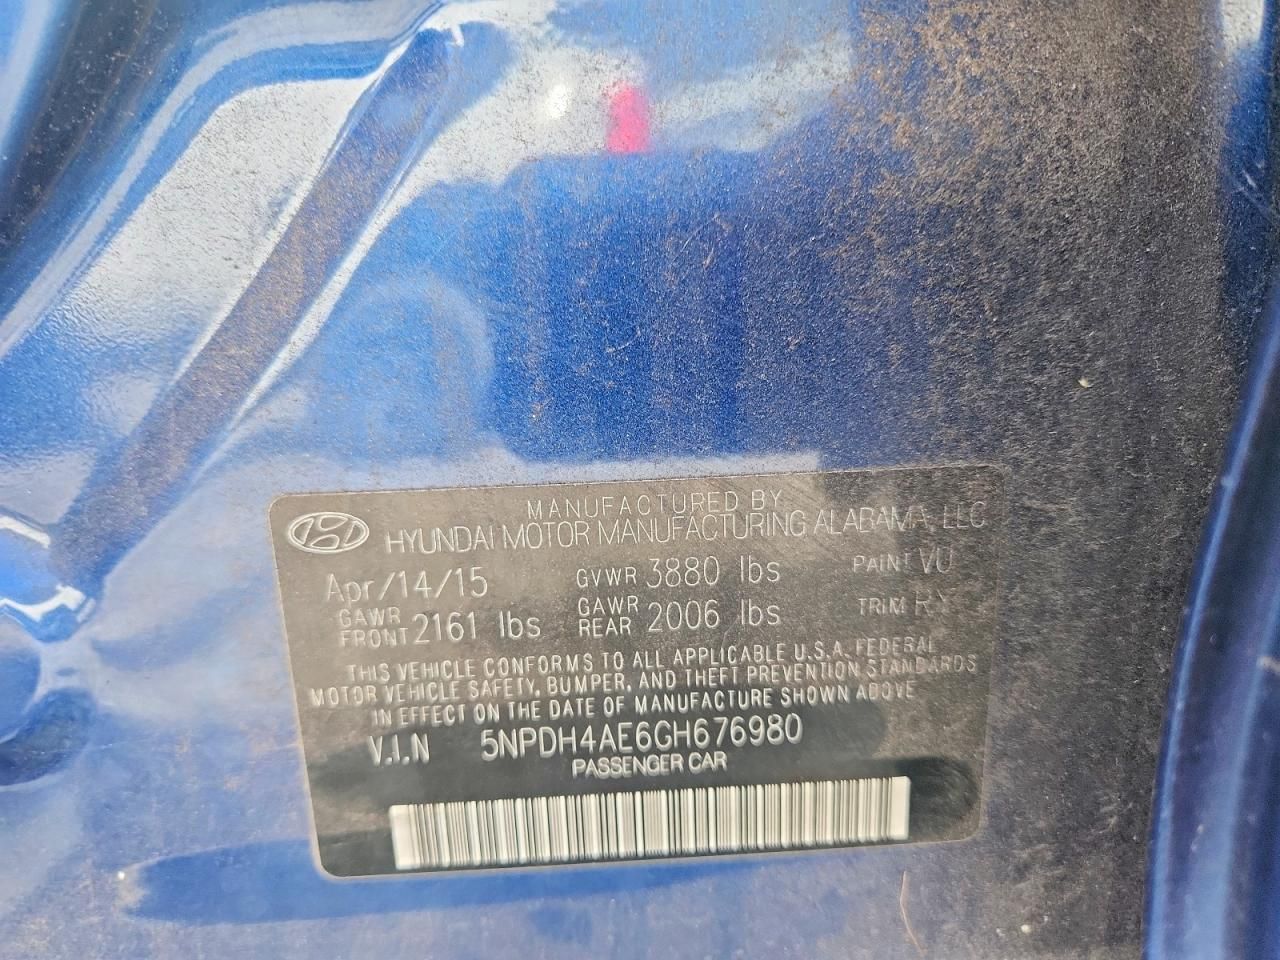 MANUFACTURED BY
HYUNDAI MOTOR MANUFACTURING ALABAMA, LLC
Apr/14/15 GVWR 3880 lbs PAINT VU
GAWR FRONT 2161 lbs GAWR REAR 2006 lbs TRIM RY
THIS VEHICLE CONFORMS TO ALL APPLICABLE U.S.A. FEDERAL
MOTOR VEHICLE SAFETY, BUMPER, AND THEFT PREVENTION STANDARDS
IN EFFECT ON THE DATE OF MANUFACTURE SHOWN ABOVE
V.I.N 5NPDH4AE6GH676980
PASSENGER CAR